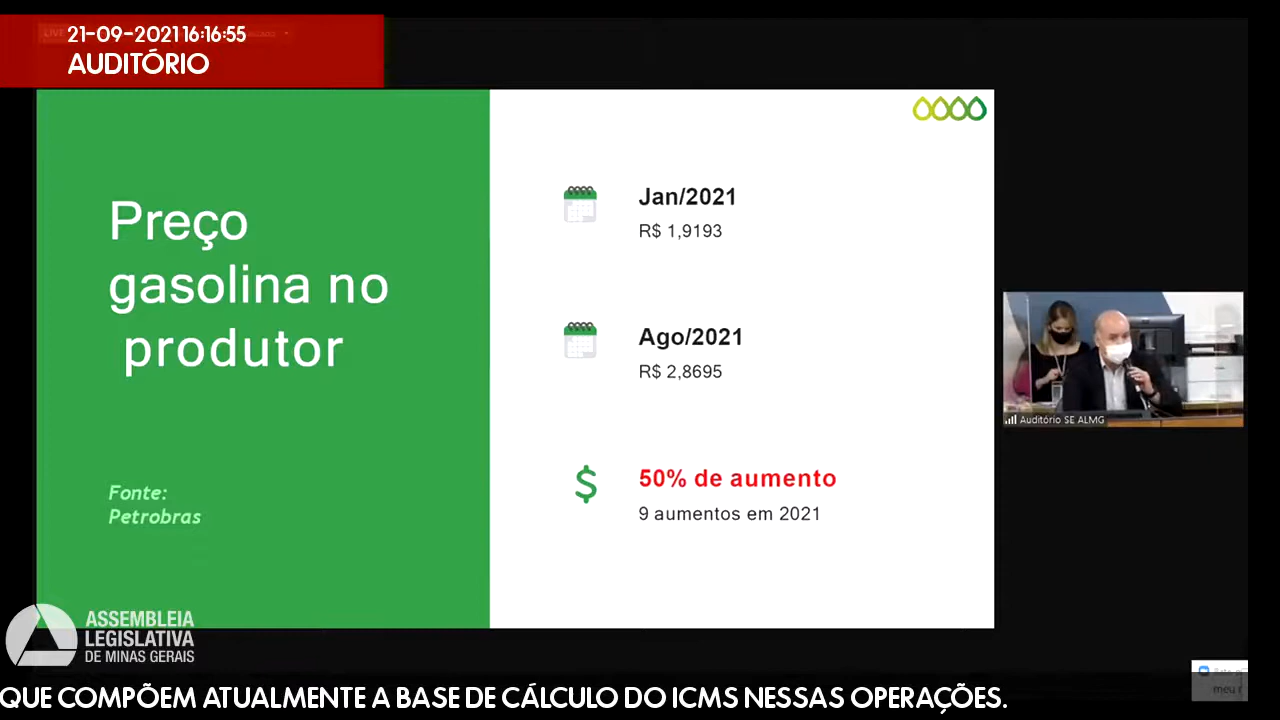 LIVE
21-09-2021 16:16:55
AUDITÓRIO
Preço
gasolina no
produtor
Fonte:
Petrobras
Jan/2021
R$ 1,9193
Ago/2021
R$ 2,8695
50% de aumento
9 aumentos em 2021
Auditório SE ALMG
ASSEMBLEIA
LEGISLATIVA
DE MINAS GERAIS
meu
QUE COMPÕEM ATUALMENTE A BASE DE CÁLCULO DO ICMS NESSAS OPERAÇÕES.